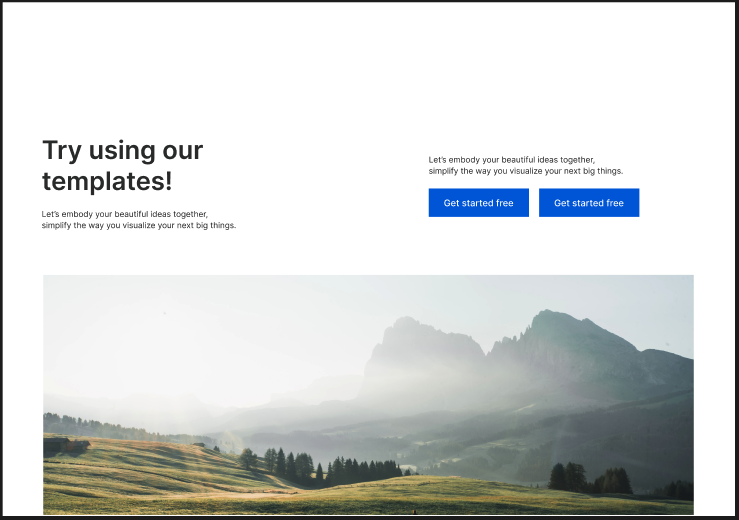 Try using our
templates!
Let's embody your beautiful ideas together,
simplify the way you visualize your next big things.
Let's embody your beautiful ideas together,
simplify the way you visualize your next big things.
Get started free
Get started free